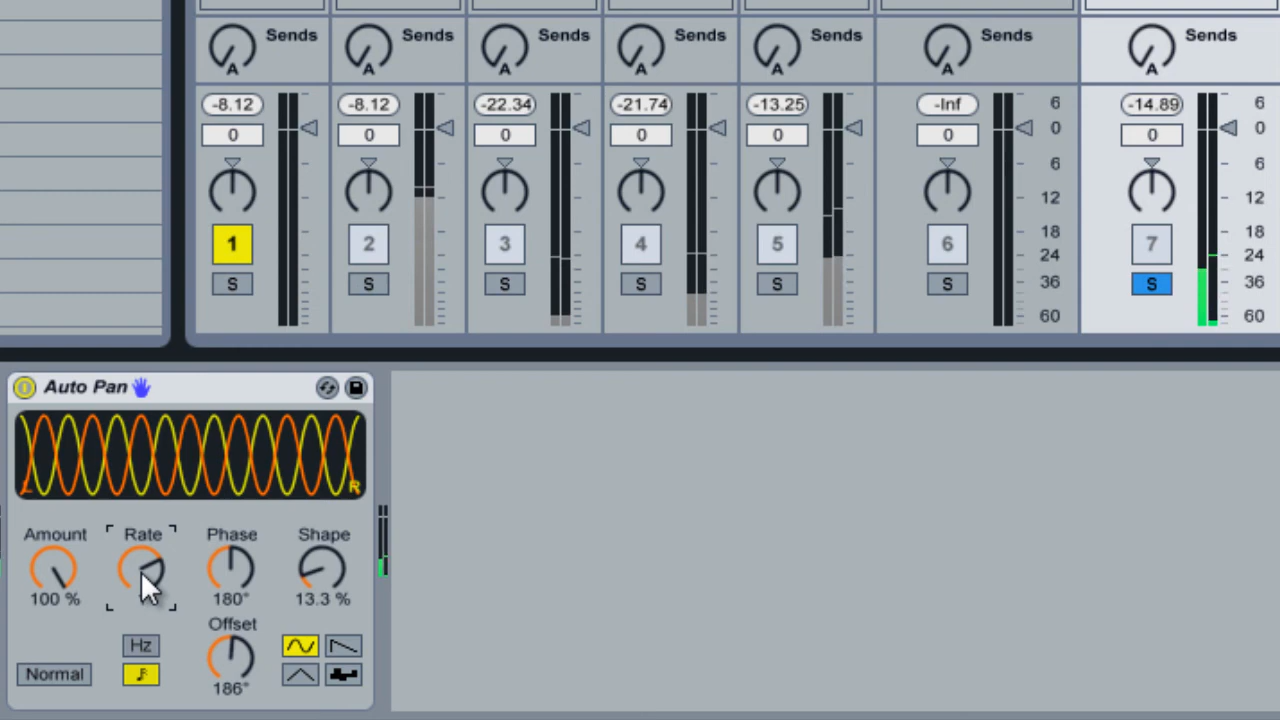 Sends Sends Sends Sends Sends Sends Sends
A A A A A A A
-8.12 -8.12 -22.34 -21.74 -13.25 -Inf 6 -14.89 6
0 0 0 0 0 0 0 0 0
6 6
12 12
1 2 3 4 5 6 18 7 18
24 24
S S S S S S 36 S 36
60 60
Auto Pan
L R
Amount Rate Phase Shape
100 % 180° 13.3 %
Offset
Hz
Normal
186°